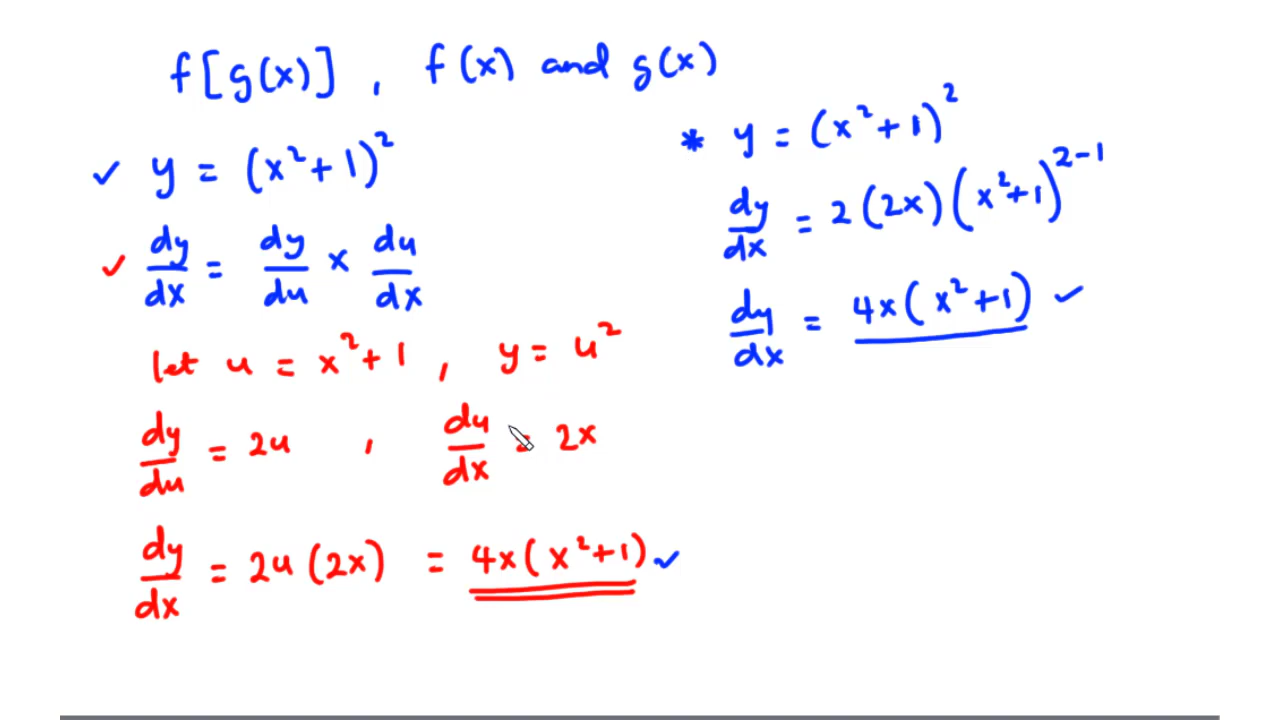 f[g(x)] , f(x) and g(x)
✓ y = (x²+1)²
✓ dy/dx = dy/du × du/dx
let u = x²+1 , y = u²
dy/du = 2u , du/dx = 2x
dy/dx = 2u(2x) = 4x(x²+1) ✓
* y = (x²+1)²
dy/dx = 2(2x)(x²+1)²⁻¹
dy/dx = 4x(x²+1) ✓